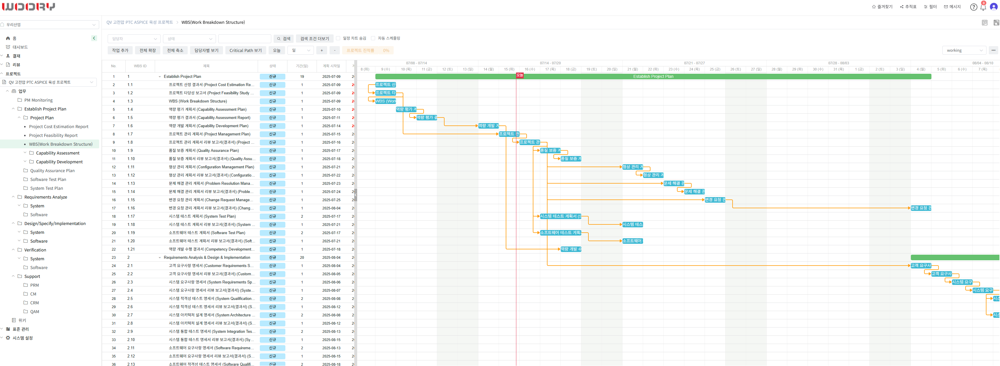 WOORY
즐겨찾기 추적표 필터 메시지 ? 0
우리산업
QV 고전압 PTC ASPICE 육성 프로젝트 > WBS(Work Breakdown Structure)
홈
대시보드
결재
리뷰
프로젝트
QV 고전압 PTC ASPICE 육성 프로젝트
업무
PM Monitoring
Establish Project Plan
Project Plan
Project Cost Estimation Report
Project Feasibility Report
WBS(Work Breakdown Structure)
Capability Assessment
Capability Development
Quality Assurance Plan
Software Test Plan
System Test Plan
Requirements Analyze
System
Software
Design/Specify/Implementation
System
Software
Verification
System
Software
Support
PRM
CM
CRM
QAM
위키
표준 관리
시스템 설정
담당자 상태 검색 검색 조건 더보기 일정 차트 숨김 자동 스케줄링
작업 추가 전체 확장 전체 축소 담당자별 보기 Critical Path 보기 오늘 일 + - 프로젝트 진척률 0% working ...
No. WBS ID 제목 상태 기간(일) 계획 시작일
1 1 Establish Project Plan 신규 19 2025-07-09
2 1.1 프로젝트 산정 결과서 (Project Cost Estimation Re... 신규 1 2025-07-09
3 1.2 프로젝트 타당성 보고서 (Project Feasibility Study ... 신규 1 2025-07-09
4 1.3 WBS (Work Breakdown Structure) 신규 1 2025-07-09
5 1.4 역량 평가 계획서 (Capability Assessment Plan) 신규 1 2025-07-10
6 1.5 역량 평가 결과서 (Capability Assessment Report) 신규 1 2025-07-11
7 1.6 역량 개발 계획서 (Capability Development Plan) 신규 1 2025-07-14
8 1.7 프로젝트 관리 계획서 (Project Management Plan) 신규 1 2025-07-15
9 1.8 프로젝트 관리 계획서 리뷰 보고서(결과서) (Project ... 신규 1 2025-07-16
10 1.9 품질 보증 계획서 (Quality Assurance Plan) 신규 1 2025-07-17
11 1.10 품질 보증 계획서 리뷰 보고서(결과서) (Quality Assu... 신규 1 2025-07-18
12 1.11 형상 관리 계획서 (Configuration Management Plan) 신규 1 2025-07-21
13 1.12 형상 관리 계획서 리뷰 보고서(결과서) (Configuratio... 신규 1 2025-07-22
14 1.13 문제 해결 관리 계획서 (Problem Resolution Mana... 신규 1 2025-07-23
15 1.14 문제 해결 관리 계획서 리뷰 보고서(결과서) (Proble... 신규 1 2025-07-24
16 1.15 변경 요청 관리 계획서 (Change Request Manage... 신규 1 2025-07-25
17 1.16 변경 요청 관리 계획서 리뷰 보고서(결과서) (Chang... 신규 1 2025-08-04
18 1.17 시스템 테스트 계획서 (System Test Plan) 신규 2 2025-07-17
19 1.18 시스템 테스트 계획서 리뷰 보고서(결과서) (System ... 신규 1 2025-07-21
20 1.19 소프트웨어 테스트 계획서 (Software Test Plan) 신규 2 2025-07-17
21 1.20 소프트웨어 테스트 계획서 리뷰 보고서(결과서) (Soft... 신규 1 2025-07-21
22 1.21 역량 개발 수행 결과서 (Competency Development... 신규 1 2025-07-18
23 2 Requirements Analysis & Design & Implementation 신규 20 2025-08-04
24 2.1 고객 요구사항 명세서 (Customer Requirements S... 신규 1 2025-08-04
25 2.2 고객 요구사항 명세서 리뷰 보고서(결과서) (Custom... 신규 1 2025-08-05
26 2.3 시스템 요구사항 명세서 (System Requirements Sp... 신규 1 2025-08-06
27 2.4 시스템 요구사항 명세서 리뷰 보고서(결과서) (Syste... 신규 1 2025-08-07
28 2.5 시스템 적격성 테스트 명세서 (System Qualification... 신규 2 2025-08-08
29 2.6 시스템 적격성 테스트 명세서 리뷰 보고서(결과서) (S... 신규 1 2025-08-12
30 2.7 시스템 아키텍처 설계 명세서 (System Architecture ... 신규 2 2025-08-08
31 2.8 시스템 아키텍처 설계 명세서 리뷰 보고서(결과서) (S... 신규 1 2025-08-12
32 2.9 시스템 통합 테스트 명세서 (System Integration Tes... 신규 2 2025-08-13
33 2.10 시스템 통합 테스트 명세서 리뷰 보고서(결과서) (Sy... 신규 1 2025-08-15
34 2.11 소프트웨어 요구사항 명세서 (Software Requireme... 신규 2 2025-08-13
35 2.12 소프트웨어 요구사항 명세서 리뷰 보고서(결과서) (S... 신규 1 2025-08-15
36 2.13 소프트웨어 적격성 테스트 명세서 (Software Qualifi... 신규 2 2025-08-18
07/08 - 07/14 07/14 - 07/20 07/21 - 07/27 07/28 - 08/03 08/04 - 08/10
8 (화) 9 (수) 10 (목) 11 (금) 12 (토) 13 (일) 14 (월) 15 (화) 16 (수) 17 (목) 18 (금) 19 (토) 20 (일) 21 (월) 22 (화) 23 (수) 24 (목) 25 (금) 26 (토) 27 (일) 28 (월) 29 (화) 30 (수) 31 (목) 1 (금) 2 (토) 3 (일) 4 (월) 5 (화) 6 (수) 7 (목)
오늘
Establish Project Plan
프로젝트 산
프로젝트 타
WBS (Work
역량 평가 계
역량 평가 결
역량 개발 계
프로젝트 관
프로젝트 관
품질 보증 계
품질 보증 계
형상 관리 계
형상 관리 계
문제 해결 관
문제 해결 관
변경 요청 관
변경 요청 관
시스템 테스트 계획서 (S
시스템 테스
소프트웨어 테스트 계획
소프트웨어
역량 개발 수
고객 요구사
고객 요구사
시스템 요구
시스템 요구
시스
시스